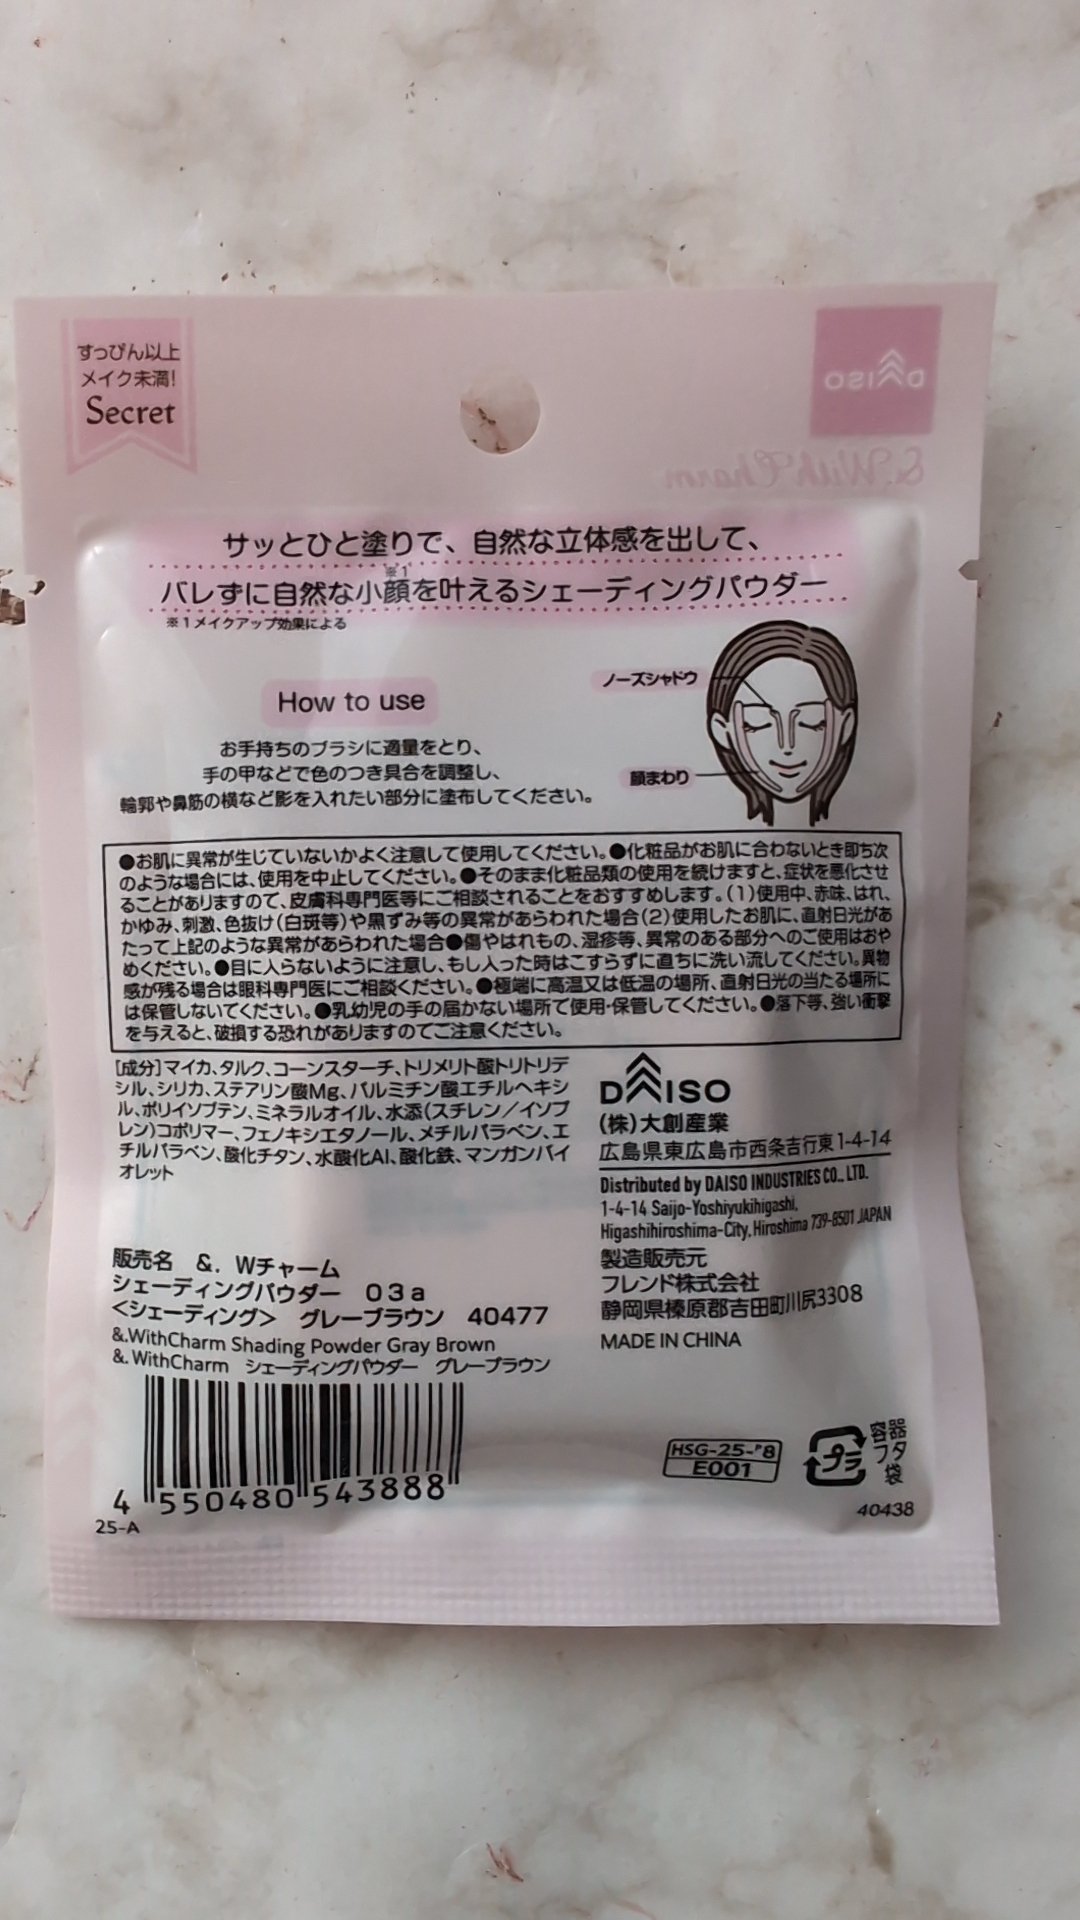 すっぴん以上
メイク未満!
Secret
DAISO
&.WithCharm
サッとひと塗りで、自然な立体感を出して、
バレずに自然な小顔※1を叶えるシェーディングパウダー
※1メイクアップ効果による
How to use
お手持ちのブラシに適量をとり、
手の甲などで色のつき具合を調整し、
輪郭や鼻筋の横など影を入れたい部分に塗布してください。
ノーズシャドウ
顔まわり
●お肌に異常が生じていないかよく注意して使用してください。●化粧品がお肌に合わないとき即ち次
のような場合には、使用を中止してください。●そのまま化粧品類の使用を続けますと、症状を悪化させ
ることがありますので、皮膚科専門医等にご相談されることをおすすめします。(1)使用中、赤味、はれ、
かゆみ、刺激、色抜け(白斑等)や黒ずみ等の異常があらわれた場合(2)使用したお肌に、直射日光があ
たって上記のような異常があらわれた場合●傷やはれもの、湿疹等、異常のある部分へのご使用はおや
めください。●目に入らないように注意し、もし入った時はこすらずに直ちに洗い流してください。異物
感が残る場合は眼科専門医にご相談ください。●極端に高温又は低温の場所、直射日光の当たる場所に
は保管しないでください。●乳幼児の手の届かない場所で使用・保管してください。●落下等、強い衝撃
を与えると、破損する恐れがありますのでご注意ください。
[成分]マイカ、タルク、コーンスターチ、トリメリト酸トリトリデ
シル、シリカ、ステアリン酸Mg、パルミチン酸エチルヘキシ
ル、ポリイソブテン、ミネラルオイル、水添(スチレン/イソプ
レン)コポリマー、フェノキシエタノール、メチルパラベン、エ
チルパラベン、酸化チタン、水酸化Al、酸化鉄、マンガンバイ
オレット
DAISO
(株)大創産業
広島県東広島市西条吉行東1-4-14
Distributed by DAISO INDUSTRIES CO., LTD.
1-4-14 Saijo-Yoshiyukihigashi,
Higashihiroshima-City, Hiroshima 739-8501 JAPAN
製造販売元
フレンド株式会社
静岡県榛原郡吉田町川尻3308
MADE IN CHINA
販売名 &. Wチャーム
シェーディングパウダー 03a
<シェーディング> グレーブラウン 40477
&.WithCharm Shading Powder Gray Brown
&.WithCharm シェーディングパウダー グレーブラウン
4 550480 543888
25-A
HSG-25-P8
E001
プラ
容器
フタ
袋
40438